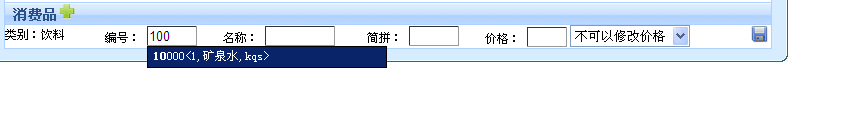 消费品
类别：饮料 编号： 100 名称： 简拼： 价格： 不可以修改价格
10000<1,矿泉水,kqs>